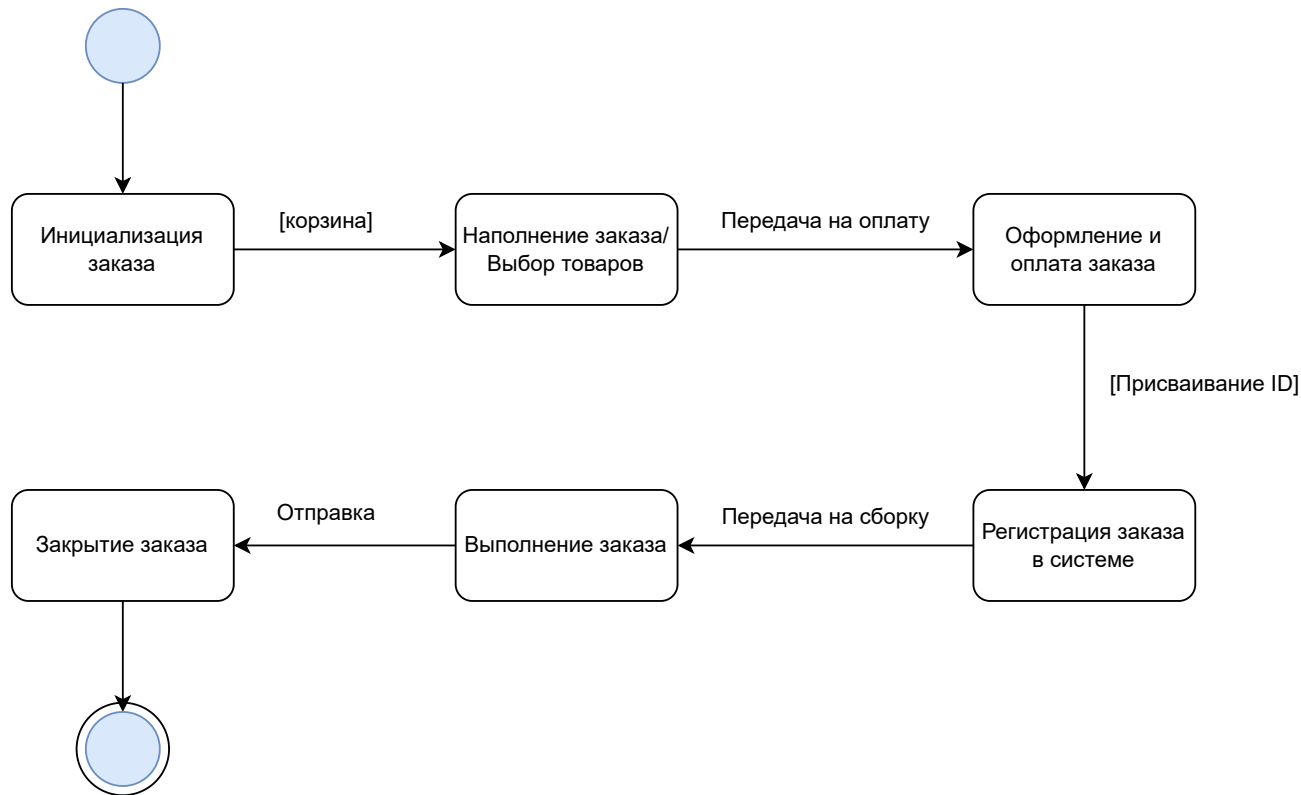 Инициализация
заказа
[корзина]
Наполнение заказа/
Выбор товаров
Передача на оплату
Оформление и
оплата заказа
[Присваивание ID]
Регистрация заказа
в системе
Передача на сборку
Выполнение заказа
Отправка
Закрытие заказа